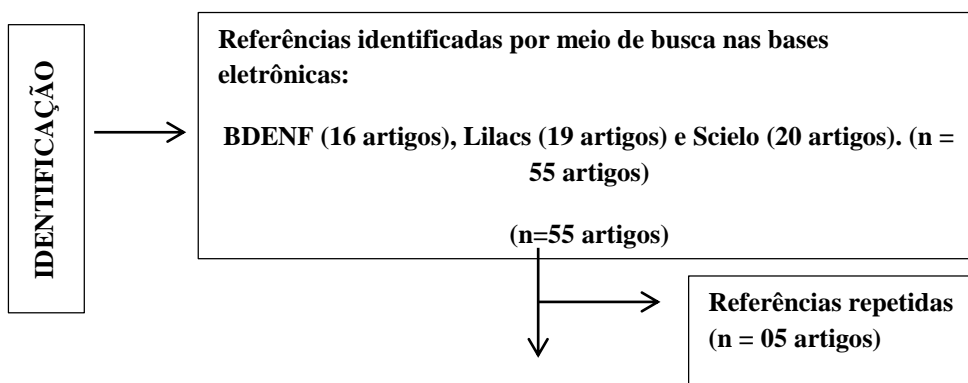 IDENTIFICAÇÃO
Referências identificadas por meio de busca nas bases
eletrônicas:
BDENF (16 artigos), Lilacs (19 artigos) e Scielo (20 artigos). (n =
55 artigos)
(n=55 artigos)
Referências repetidas
(n = 05 artigos)